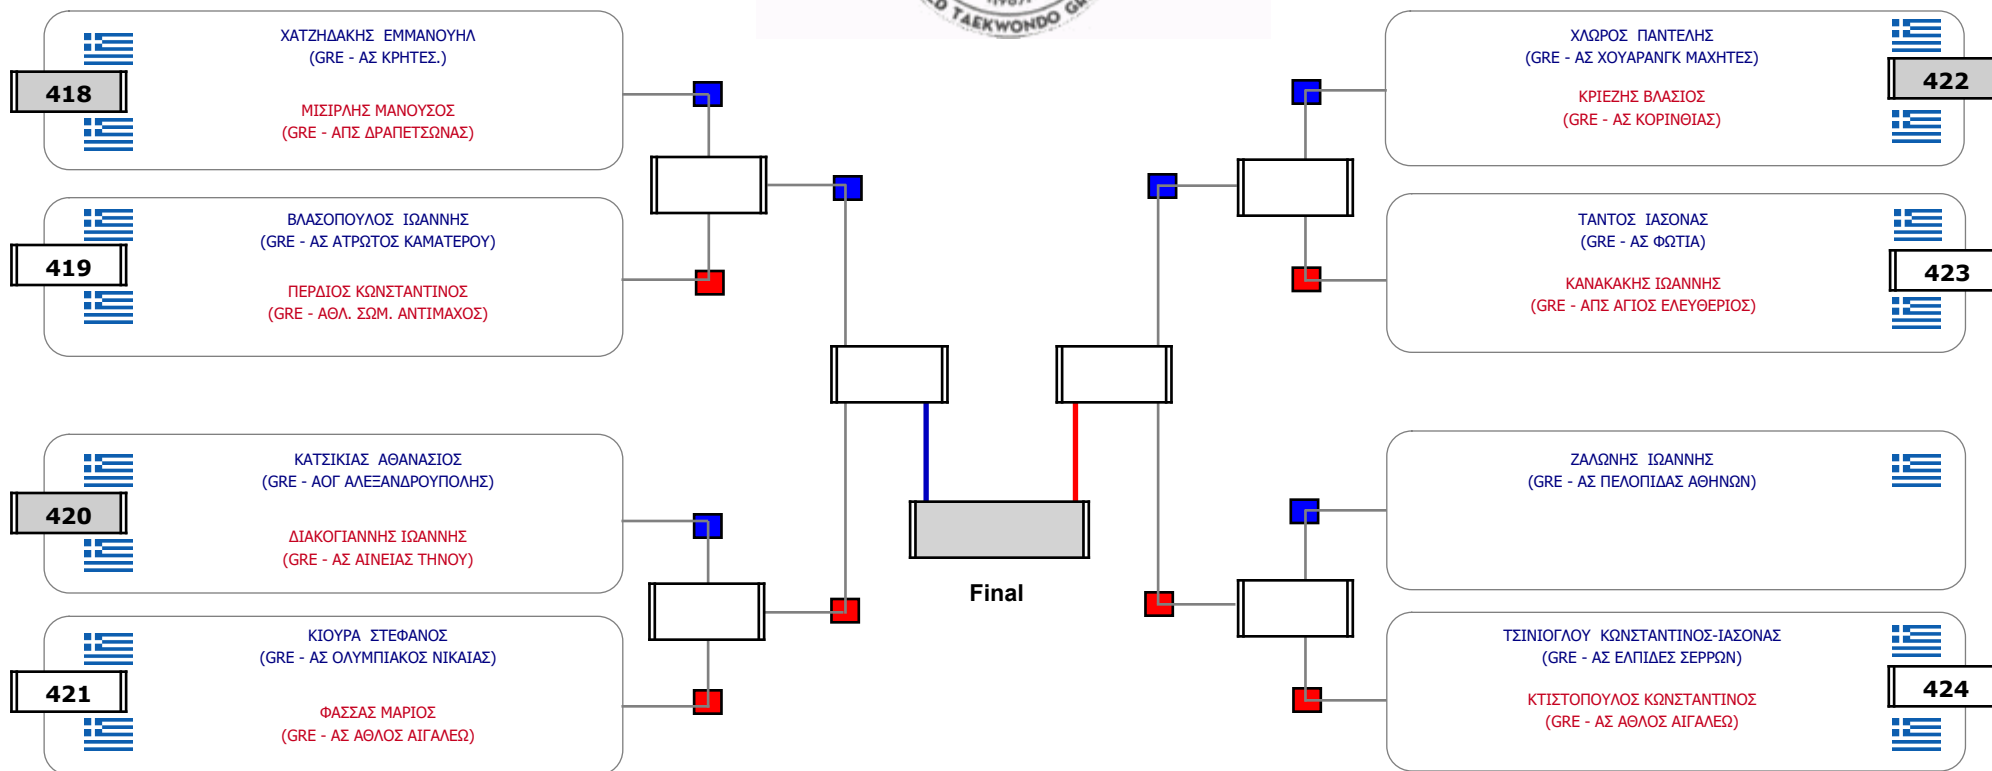 TAEKWONDO
418
ΧΑΤΖΗΔΑΚΗΣ ΕΜΜΑΝΟΥΗΛ
(GRE - ΑΣ ΚΡΗΤΕΣ.)
ΜΙΣΙΡΛΗΣ ΜΑΝΟΥΣΟΣ
(GRE - ΑΠΣ ΔΡΑΠΕΤΣΩΝΑΣ)
419
ΒΛΑΣΟΠΟΥΛΟΣ ΙΩΑΝΝΗΣ
(GRE - ΑΣ ΑΤΡΩΤΟΣ ΚΑΜΑΤΕΡΟΥ)
ΠΕΡΔΙΟΣ ΚΩΝΣΤΑΝΤΙΝΟΣ
(GRE - ΑΘΛ. ΣΩΜ. ΑΝΤΙΜΑΧΟΣ)
420
ΚΑΤΣΙΚΙΑΣ ΑΘΑΝΑΣΙΟΣ
(GRE - ΑΟΓ ΑΛΕΞΑΝΔΡΟΥΠΟΛΗΣ)
ΔΙΑΚΟΓΙΑΝΝΗΣ ΙΩΑΝΝΗΣ
(GRE - ΑΣ ΑΙΝΕΙΑΣ ΤΗΝΟΥ)
421
ΚΙΟΥΡΑ ΣΤΕΦΑΝΟΣ
(GRE - ΑΣ ΟΛΥΜΠΙΑΚΟΣ ΝΙΚΑΙΑΣ)
ΦΑΣΣΑΣ ΜΑΡΙΟΣ
(GRE - ΑΣ ΑΘΛΟΣ ΑΙΓΑΛΕΩ)
Final
ΧΛΩΡΟΣ ΠΑΝΤΕΛΗΣ
(GRE - ΑΣ ΧΟΥΑΡΑΝΓΚ ΜΑΧΗΤΕΣ)
422
ΚΡΙΕΖΗΣ ΒΛΑΣΙΟΣ
(GRE - ΑΣ ΚΟΡΙΝΘΙΑΣ)
ΤΑΝΤΟΣ ΙΑΣΟΝΑΣ
(GRE - ΑΣ ΦΩΤΙΑ)
423
ΚΑΝΑΚΑΚΗΣ ΙΩΑΝΝΗΣ
(GRE - ΑΠΣ ΑΓΙΟΣ ΕΛΕΥΘΕΡΙΟΣ)
ΖΑΛΩΝΗΣ ΙΩΑΝΝΗΣ
(GRE - ΑΣ ΠΕΛΟΠΙΔΑΣ ΑΘΗΝΩΝ)
ΤΣΙΝΙΟΓΛΟΥ ΚΩΝΣΤΑΝΤΙΝΟΣ-ΙΑΣΟΝΑΣ
(GRE - ΑΣ ΕΛΠΙΔΕΣ ΣΕΡΡΩΝ)
424
ΚΤΙΣΤΟΠΟΥΛΟΣ ΚΩΝΣΤΑΝΤΙΝΟΣ
(GRE - ΑΣ ΑΘΛΟΣ ΑΙΓΑΛΕΩ)